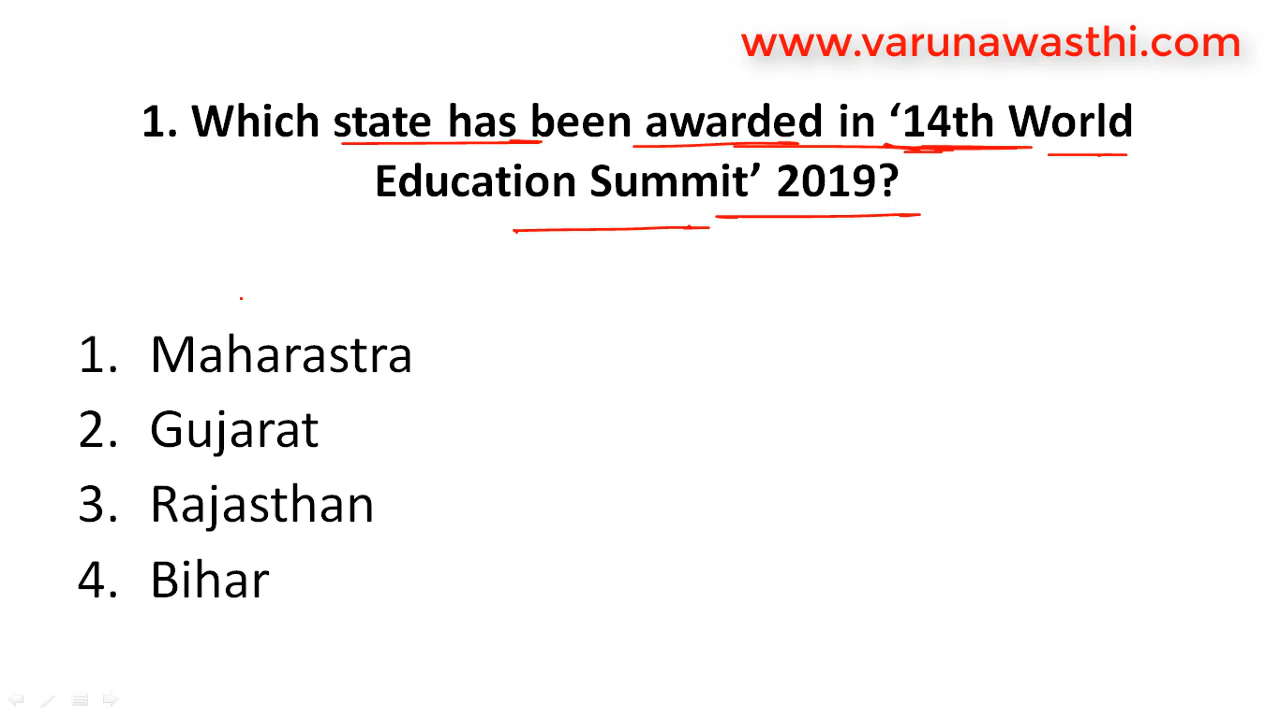 www.varunawasthi.com
1. Which state has been awarded in ‘14th World
Education Summit’ 2019?
1. Maharastra
2. Gujarat
3. Rajasthan
4. Bihar